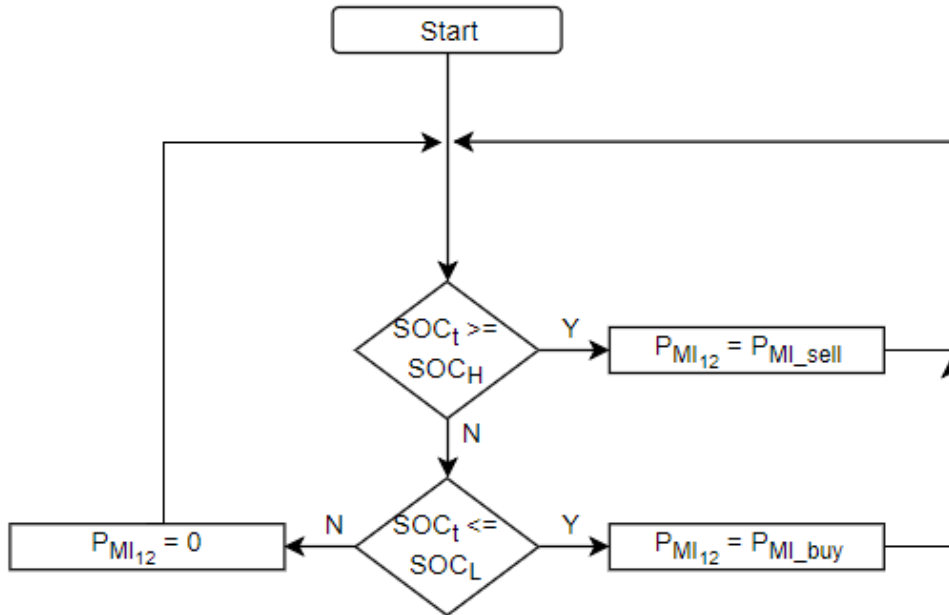 Start
SOCt >=
SOCH
Y
PMI12 = PMI_sell
N
SOCt <=
SOCL
N
Y
PMI12 = 0
PMI12 = PMI_buy